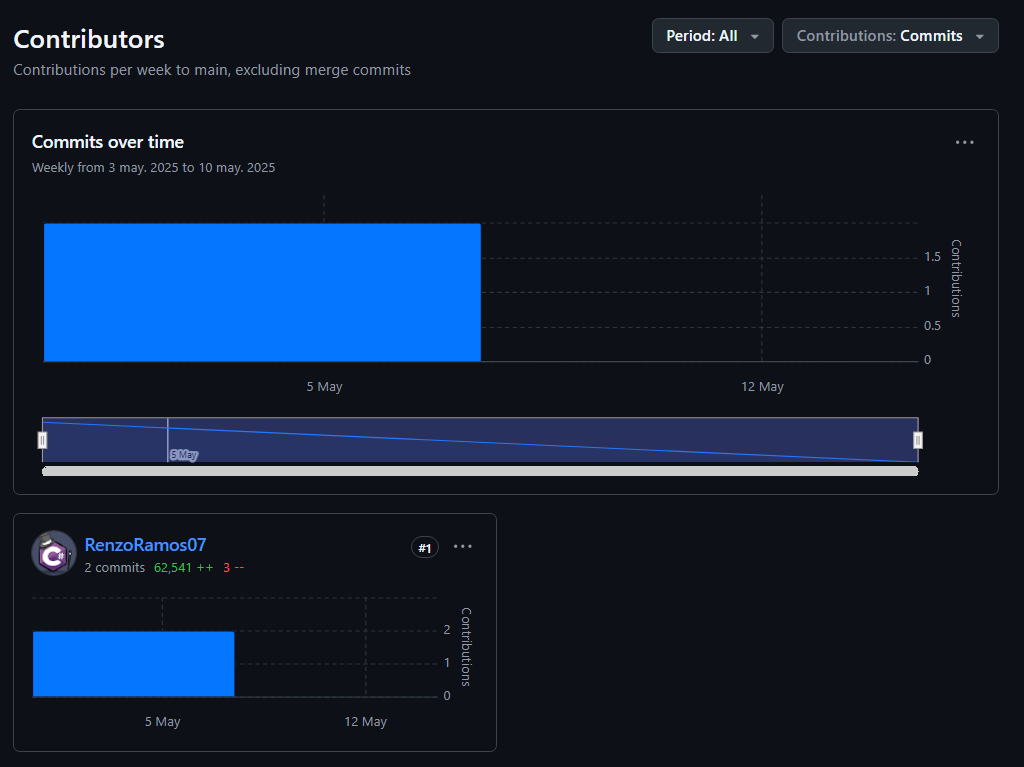 Contributors
Period: All
Contributions: Commits
Contributions per week to main, excluding merge commits
Commits over time
Weekly from 3 may. 2025 to 10 may. 2025
1.5
1
0.5
0
Contributions
5 May
12 May
5 May
RenzoRamos07
#1
2 commits 62,541 ++ 3 --
2
1
0
Contributions
5 May
12 May